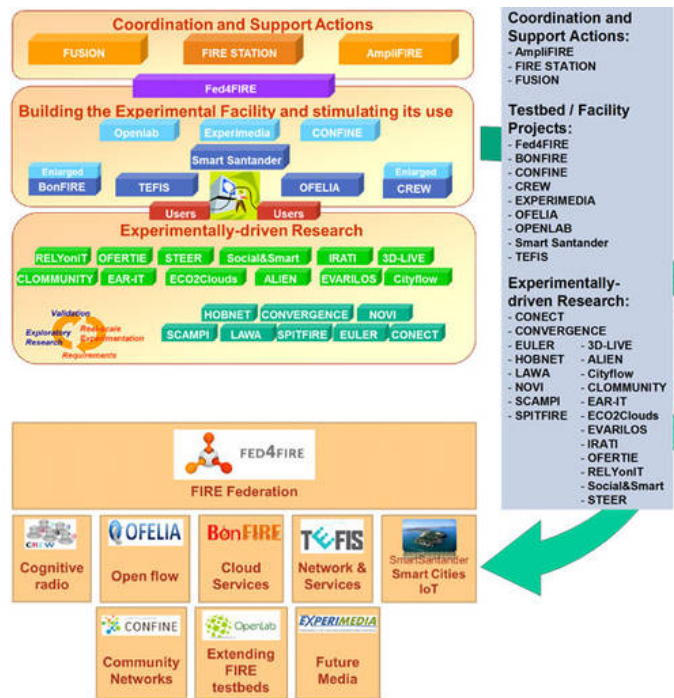 Coordination and Support Actions
FUSION
FIRE STATION
AmpliFIRE
Fed4FIRE
Building the Experimental Facility and stimulating its use
Openlab
Experimedia
CONFINE
Smart Santander
Enlarged
BonFIRE
TEFIS
OFELIA
Enlarged
CREW
Users
Users
Experimentally-driven Research
RELYonIT
OFERTIE
STEER
Social&Smart
IRATI
3D-LIVE
CLOMMUNITY
EAR-IT
ECO2Clouds
ALIEN
EVARILOS
Cityflow
HOBNET
CONVERGENCE
NOVI
SCAMPI
LAWA
SPITFIRE
EULER
CONECT
Validation
Exploratory
Research
Real-scale
Experimentation
Requirements
Coordination and
Support Actions:
- AmpliFIRE
- FIRE STATION
- FUSION
Testbed / Facility
Projects:
- Fed4FIRE
- BONFIRE
- CONFINE
- CREW
- EXPERIMEDIA
- OFELIA
- OPENLAB
- Smart Santander
- TEFIS
Experimentally-
driven Research:
- CONECT
- CONVERGENCE
- EULER
- HOBNET
- LAWA
- NOVI
- SCAMPI
- SPITFIRE
- 3D-LIVE
- ALIEN
- Cityflow
- CLOMMUNITY
- EAR-IT
- ECO2Clouds
- EVARILOS
- IRATI
- OFERTIE
- RELYonIT
- Social&Smart
- STEER
FED4FIRE
FIRE Federation
CREW
Cognitive
radio
OFELIA
Open flow
BonFIRE
Cloud
Services
TEFIS
Network &
Services
SmartSantander
Smart Cities
IoT
CONFINE
Community
Networks
OpenLab
Extending
FIRE
testbeds
EXPERIMEDIA
Future
Media